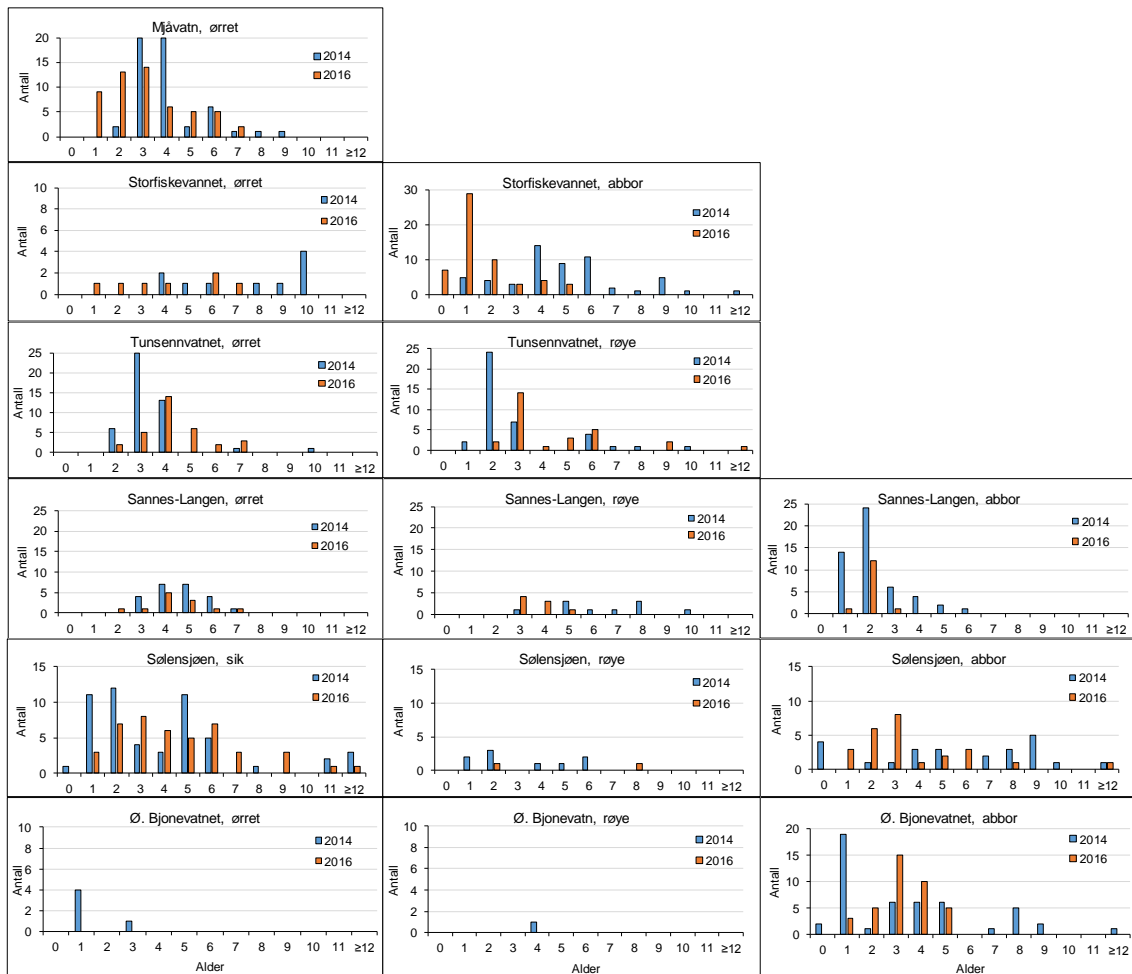 Mjåvatn, ørret
Antall
20
15
10
5
0
2014
2016
0 1 2 3 4 5 6 7 8 9 10 11 ≥12
Storfiskevannet, ørret
Antall
10
8
6
4
2
0
2014
2016
0 1 2 3 4 5 6 7 8 9 10 11 ≥12
Storfiskevannet, abbor
Antall
30
20
10
0
2014
2016
0 1 2 3 4 5 6 7 8 9 10 11 ≥12
Tunsennvatnet, ørret
Antall
25
20
15
10
5
0
2014
2016
0 1 2 3 4 5 6 7 8 9 10 11 ≥12
Tunsennvatnet, røye
Antall
25
20
15
10
5
0
2014
2016
0 1 2 3 4 5 6 7 8 9 10 11 ≥12
Sannes-Langen, ørret
Antall
25
20
15
10
5
0
2014
2016
0 1 2 3 4 5 6 7 8 9 10 11 ≥12
Sannes-Langen, røye
Antall
25
20
15
10
5
0
2014
2016
0 1 2 3 4 5 6 7 8 9 10 11 ≥12
Sannes-Langen, abbor
Antall
25
20
15
10
5
0
2014
2016
0 1 2 3 4 5 6 7 8 9 10 11 ≥12
Sølensjøen, sik
Antall
15
10
5
0
2014
2016
0 1 2 3 4 5 6 7 8 9 10 11 ≥12
Sølensjøen, røye
Antall
15
10
5
0
2014
2016
0 1 2 3 4 5 6 7 8 9 10 11 ≥12
Sølensjøen, abbor
Antall
15
10
5
0
2014
2016
0 1 2 3 4 5 6 7 8 9 10 11 ≥12
Ø. Bjonevatnet, ørret
Antall
10
8
6
4
2
0
2014
2016
0 1 2 3 4 5 6 7 8 9 10 11 ≥12
Alder
Ø. Bjonevatn, røye
Antall
10
8
6
4
2
0
2014
2016
0 1 2 3 4 5 6 7 8 9 10 11 ≥12
Alder
Ø. Bjonevatnet, abbor
Antall
20
15
10
5
0
2014
2016
0 1 2 3 4 5 6 7 8 9 10 11 ≥12
Alder